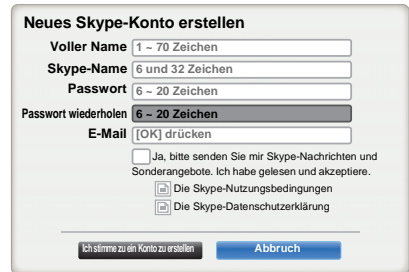 Neues Skype-Konto erstellen
Voller Name 1 ~ 70 Zeichen
Skype-Name 6 und 32 Zeichen
Passwort 6 ~ 20 Zeichen
Passwort wiederholen 6 ~ 20 Zeichen
E-Mail [OK] drücken
Ja, bitte senden Sie mir Skype-Nachrichten und
Sonderangebote. Ich habe gelesen und akzeptiere.
Die Skype-Nutzungsbedingungen
Die Skype-Datenschutzerklärung
Ich stimme zu ein Konto zu erstellen Abbruch